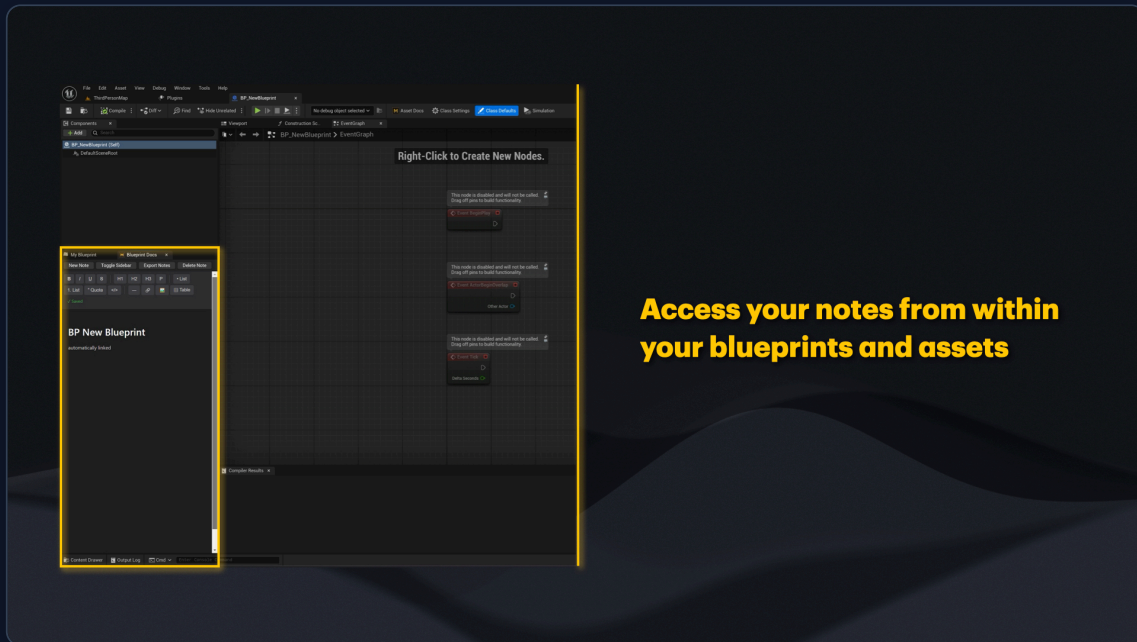 File Edit Asset View Debug Window Tools Help
ThirdPersonMap Plugins BP_NewBlueprint
Compile Diff Find Hide Unrelated No debug object selected Asset Docs Class Settings Class Defaults Simulation
Components
Add Search
BP_NewBlueprint (Self)
DefaultSceneRoot
Viewport Construction Sc.. EventGraph
BP_NewBlueprint > EventGraph
Right-Click to Create New Nodes.
This node is disabled and will not be called.
Drag off pins to build functionality.
Event BeginPlay
This node is disabled and will not be called.
Drag off pins to build functionality.
Event ActorBeginOverlap
Other Actor
This node is disabled and will not be called.
Drag off pins to build functionality.
Event Tick
Delta Seconds
My Blueprint Blueprint Docs
New Note Toggle Sidebar Export Notes Delete Note
B I U S H1 H2 H3 P • List
1. List " Quote </> — Table
✓ Saved
BP New Blueprint
automatically linked
Compiler Results
Content Drawer Output Log Cmd
Access your notes from within
your blueprints and assets